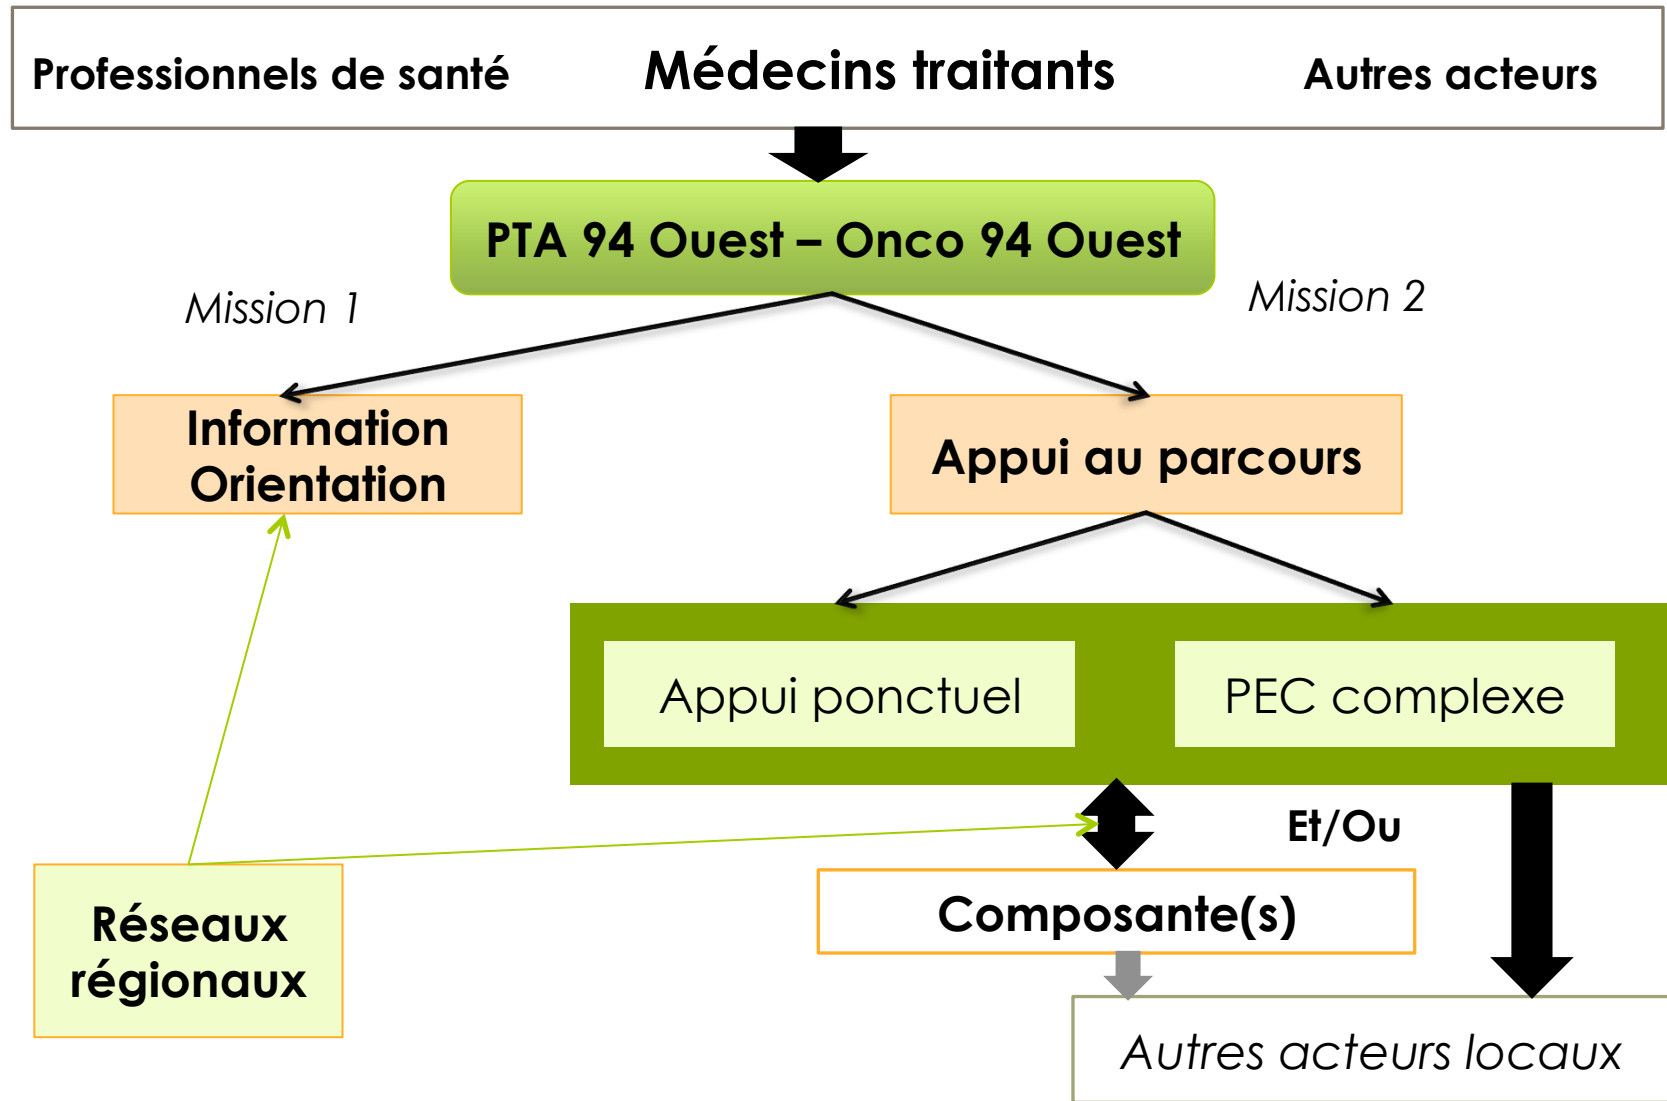 Professionnels de santé Médecins traitants Autres acteurs
PTA 94 Ouest – Onco 94 Ouest
Mission 1
Mission 2
Information
Orientation
Appui au parcours
Appui ponctuel
PEC complexe
Et/Ou
Composante(s)
Réseaux
régionaux
Autres acteurs locaux